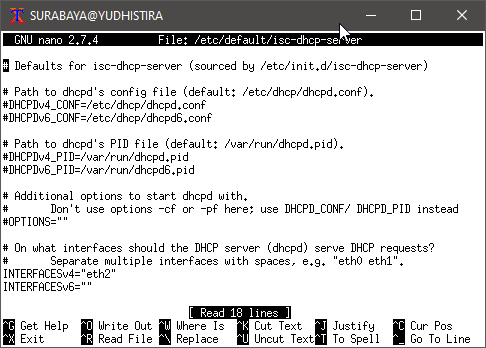 SURABAYA@YUDHISTIRA
GNU nano 2.7.4 File: /etc/default/isc-dhcp-server
# Defaults for isc-dhcp-server (sourced by /etc/init.d/isc-dhcp-server)
# Path to dhcpd's config file (default: /etc/dhcp/dhcpd.conf).
#DHCPDv4_CONF=/etc/dhcp/dhcpd.conf
#DHCPDv6_CONF=/etc/dhcp/dhcpd6.conf
# Path to dhcpd's PID file (default: /var/run/dhcpd.pid).
#DHCPDv4_PID=/var/run/dhcpd.pid
#DHCPDv6_PID=/var/run/dhcpd6.pid
# Additional options to start dhcpd with.
#       Don't use options -cf or -pf here; use DHCPD_CONF/ DHCPD_PID instead
#OPTIONS=""
# On what interfaces should the DHCP server (dhcpd) serve DHCP requests?
#       Separate multiple interfaces with spaces, e.g. "eth0 eth1".
INTERFACESv4="eth2"
INTERFACESv6=""
[ Read 18 lines ]
^G Get Help ^O Write Out ^W Where Is ^K Cut Text ^J Justify ^C Cur Pos
^X Exit ^R Read File ^\ Replace ^U Uncut Text ^T To Spell ^_ Go To Line